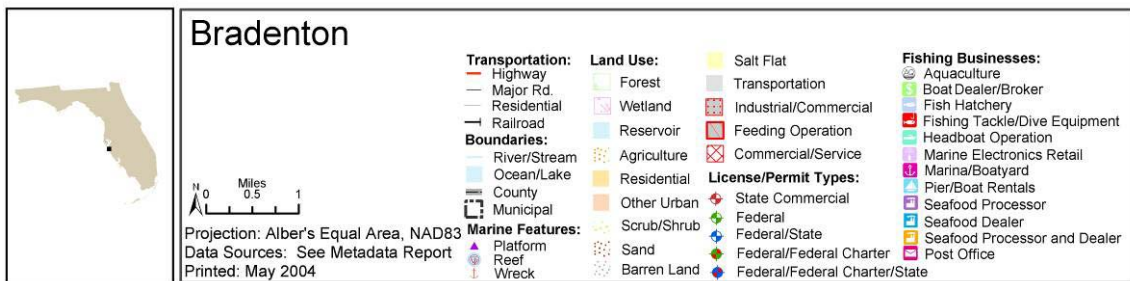 Bradenton
N
Miles
0 0.5 1
Projection: Alber's Equal Area, NAD83
Data Sources: See Metadata Report
Printed: May 2004
Transportation:
Highway
Major Rd.
Residential
Railroad
Boundaries:
River/Stream
Ocean/Lake
County
Municipal
Marine Features:
Platform
Reef
Wreck
Land Use:
Forest
Wetland
Reservoir
Agriculture
Residential
Other Urban
Scrub/Shrub
Sand
Barren Land
Salt Flat
Transportation
Industrial/Commercial
Feeding Operation
Commercial/Service
License/Permit Types:
State Commercial
Federal
Federal/State
Federal/Federal Charter
Federal/Federal Charter/State
Fishing Businesses:
Aquaculture
Boat Dealer/Broker
Fish Hatchery
Fishing Tackle/Dive Equipment
Headboat Operation
Marine Electronics Retail
Marina/Boatyard
Pier/Boat Rentals
Seafood Processor
Seafood Dealer
Seafood Processor and Dealer
Post Office